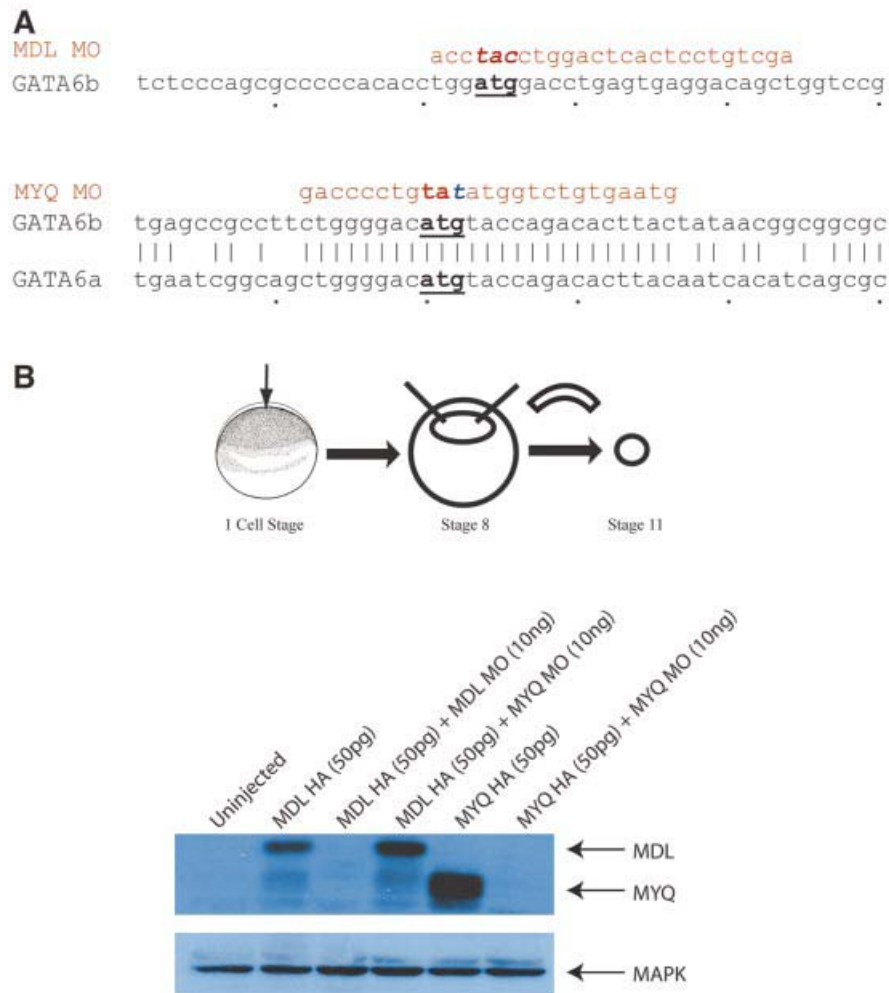 A
MDL MO acctacctggactcactcctgtcga
GATA6b tctcccagcgcccccacacctggatggacctgagtgaggacagctggtccg
MYQ MO gacccctgtatatggtctgtgaatg
GATA6b tgagccgccttctggggacatgtaccagacacttactataacggcggcgc
GATA6a tgaatcggcagctggggacatgtaccagacacttacaatcacatcagcgc
B
1 Cell Stage
Stage 8
Stage 11
Uninjected
MDL HA (50pg)
MDL HA (50pg) + MDL MO (10ng)
MDL HA (50pg) + MYQ MO (10ng)
MYQ HA (50pg)
MYQ HA (50pg) + MYQ MO (10ng)
MDL
MYQ
MAPK